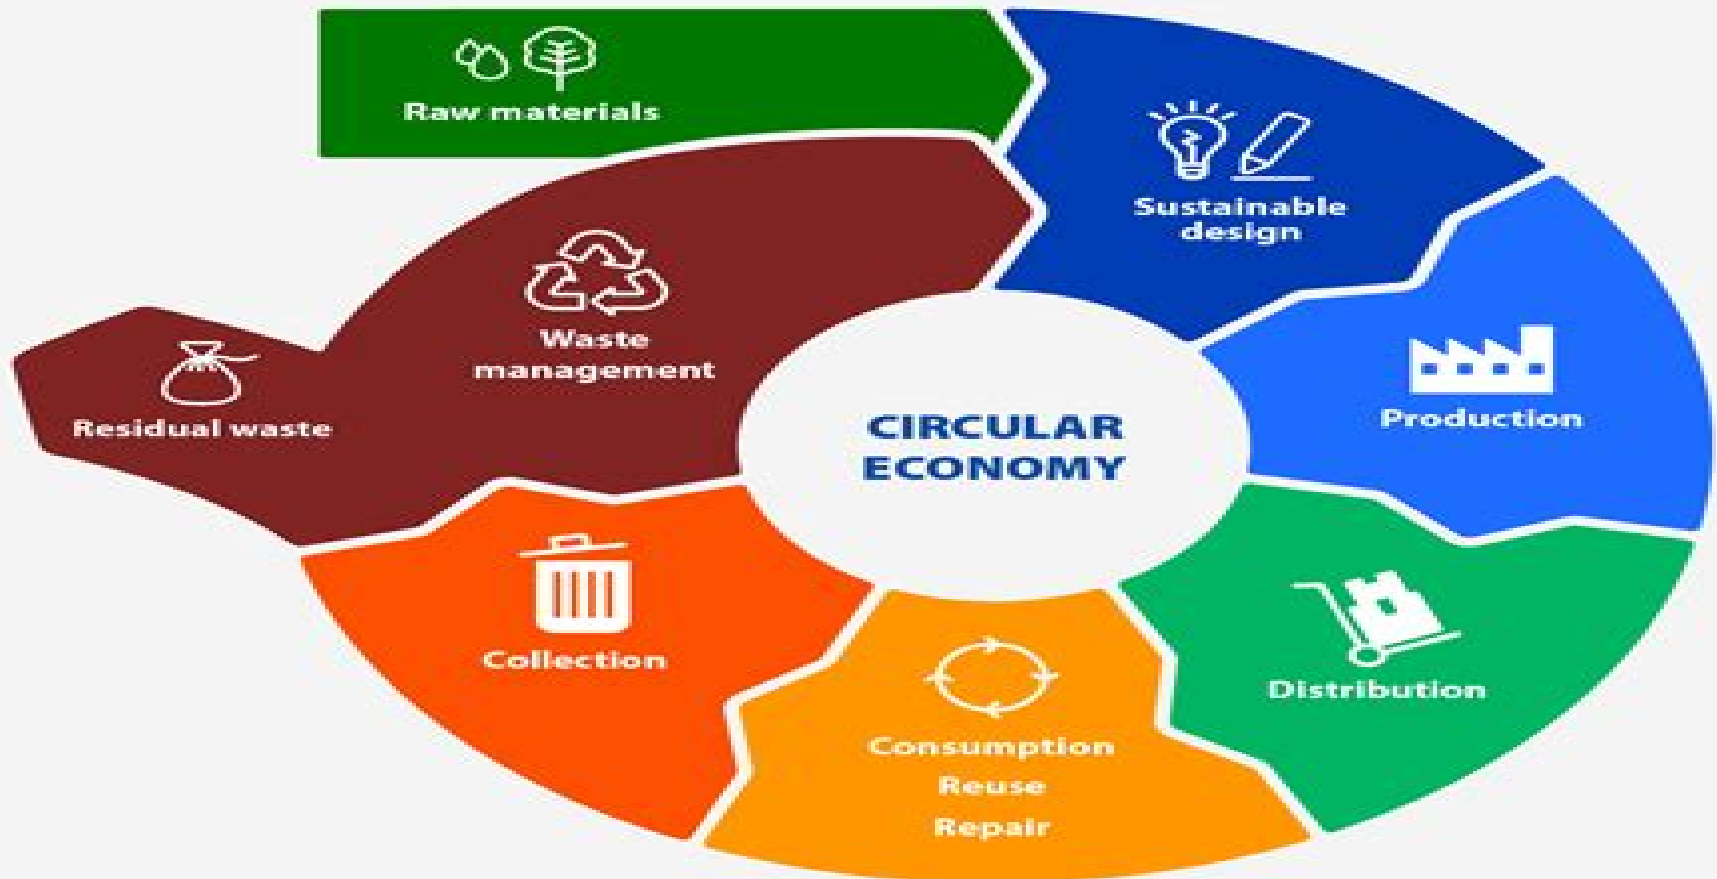 Raw materials
Sustainable
design
Production
Distribution
Consumption
Reuse
Repair
Collection
Waste
management
Residual waste
CIRCULAR
ECONOMY